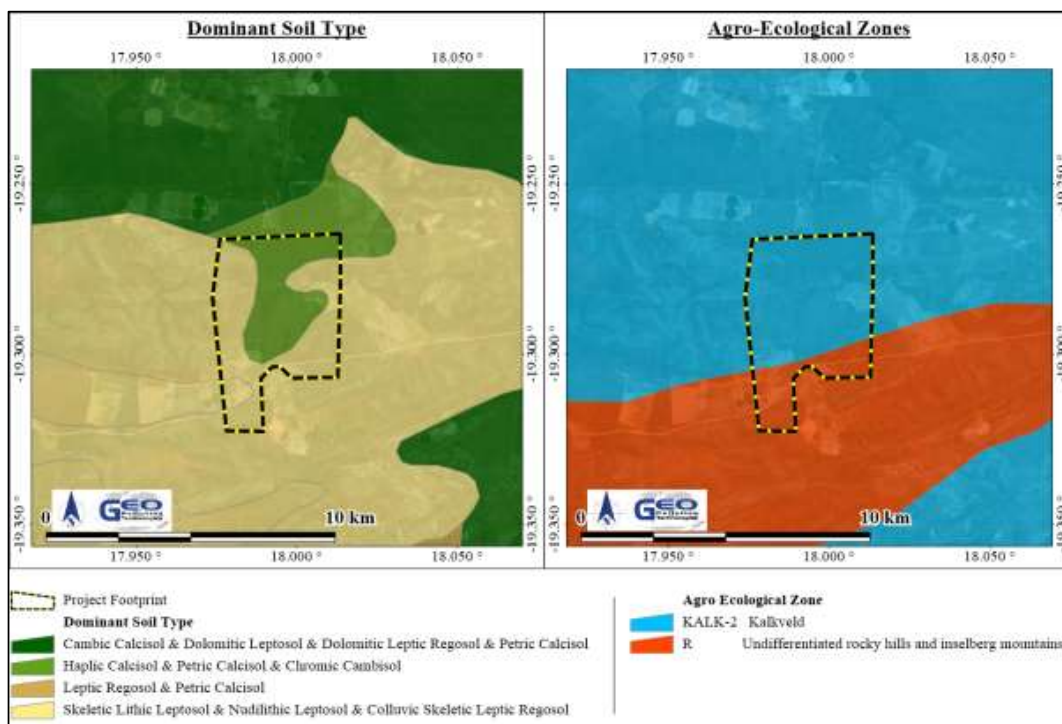 Dominant Soil Type
17.950 ° 18.000 ° 18.050 °
-19.250 °
-19.300 °
-19.350 °
GEO
0 10 km
17.950 ° 18.000 ° 18.050 °
Agro-Ecological Zones
17.950 ° 18.000 ° 18.050 °
-19.250 °
-19.300 °
-19.350 °
GEO
0 10 km
17.950 ° 18.000 ° 18.050 °
Project Footprint
Dominant Soil Type
Cambic Calcisol & Dolomitic Leptosol & Dolomitic Leptic Regosol & Petric Calcisol
Haplic Calcisol & Petric Calcisol & Chromic Cambisol
Leptic Regosol & Petric Calcisol
Skeletic Lithic Leptosol & Nudilithic Leptosol & Colluvic Skeletic Leptic Regosol
Agro Ecological Zone
KALK-2 Kalkveld
R Undifferentiated rocky hills and inselberg mountains